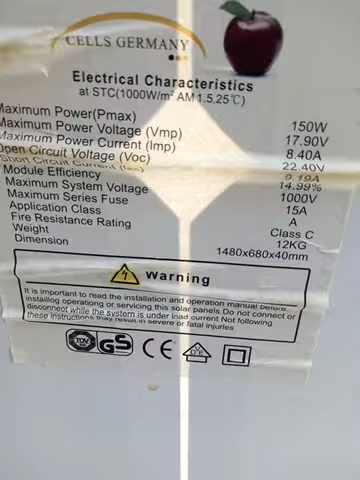 CELLS GERMANY
Electrical Characteristics
at STC(1000W/m² AM 1.5,25℃)
Maximum Power(Pmax) 150W
Maximum Power Voltage (Vmp) 17.90V
Maximum Power Current (Imp) 8.40A
Open Circuit Voltage (Voc) 22.40V
Short Circuit Current (Isc) 9.19A
Module Efficiency 14.99%
Maximum System Voltage 1000V
Maximum Series Fuse 15A
Application Class A
Fire Resistance Rating Class C
Weight 12KG
Dimension 1480x680x40mm
Warning
It is important to read the installation and operation manual before
installog operationg or servicing this solar panels.Do not connect or
disconnect while the system is under load current Not following
these instructions may result in severe or fatal injuries
TÜV GS CE